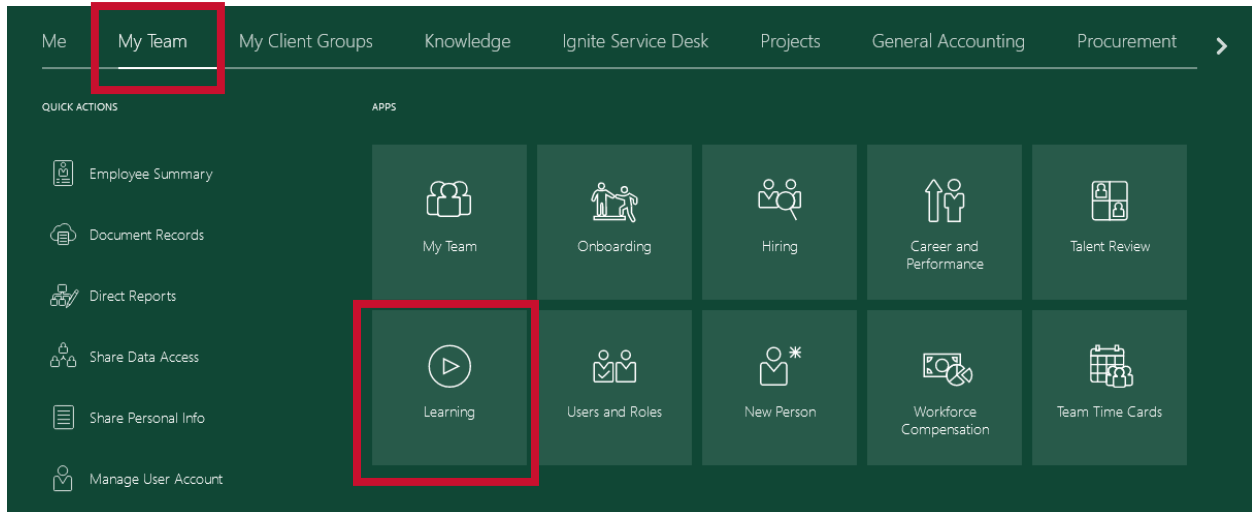 Me My Team My Client Groups Knowledge Ignite Service Desk Projects General Accounting Procurement
QUICK ACTIONS
Employee Summary
Document Records
Direct Reports
Share Data Access
Share Personal Info
Manage User Account
APPS
My Team
Onboarding
Hiring
Career and
Performance
Talent Review
Learning
Users and Roles
New Person
Workforce
Compensation
Team Time Cards